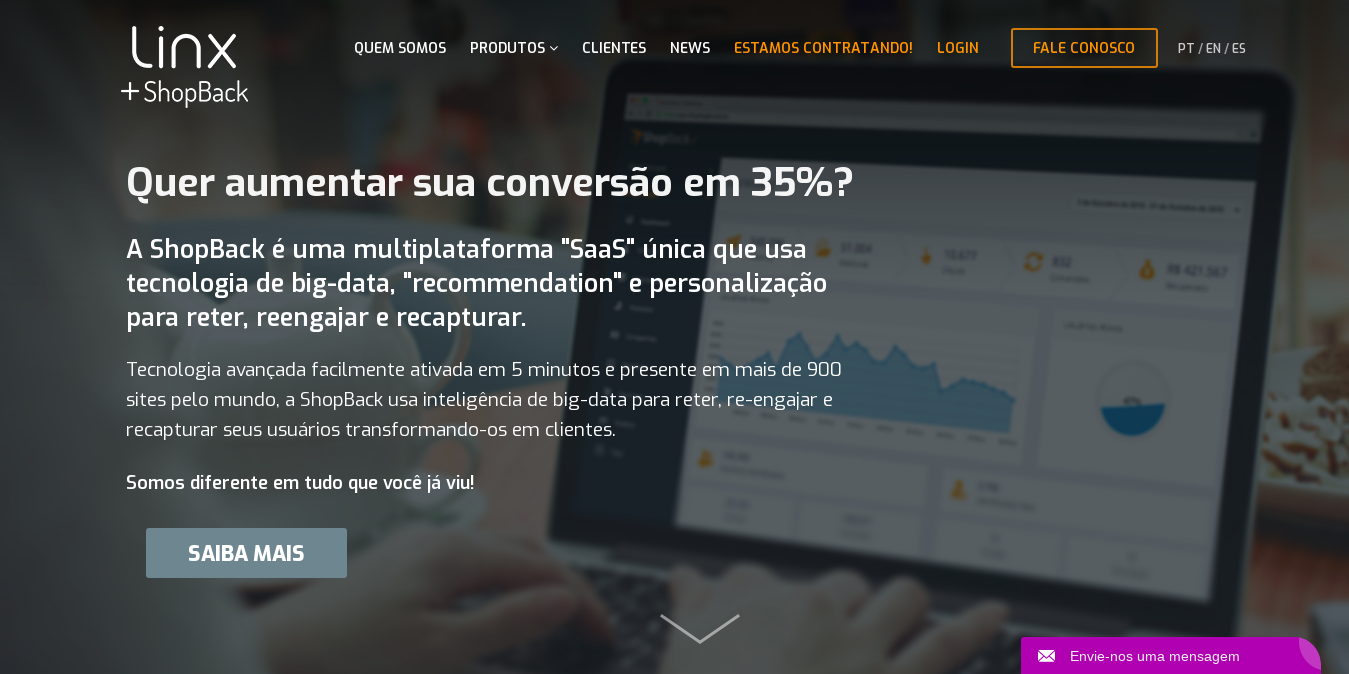 Linx
+ShopBack
QUEM SOMOS PRODUTOS CLIENTES NEWS ESTAMOS CONTRATANDO! LOGIN FALE CONOSCO PT / EN / ES
Quer aumentar sua conversão em 35%?
A ShopBack é uma multiplataforma "SaaS" única que usa
tecnologia de big-data, "recommendation" e personalização
para reter, reengajar e recapturar.
Tecnologia avançada facilmente ativada em 5 minutos e presente em mais de 900
sites pelo mundo, a ShopBack usa inteligência de big-data para reter, re-engajar e
recapturar seus usuários transformando-os em clientes.
Somos diferente em tudo que você já viu!
SAIBA MAIS
Envie-nos uma mensagem
ShopBack
832
R$ 421,567